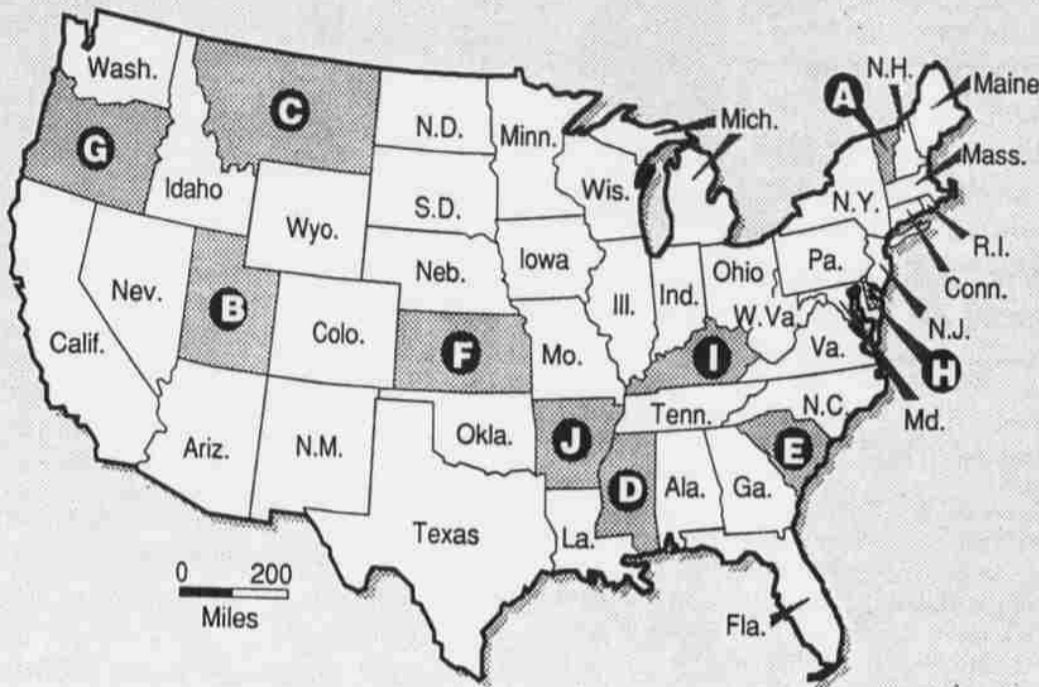 N.H.
Maine
A
Wash.
C
Mich.
N.D.
Minn.
G
Mass.
Idaho
Wis.
N.Y.
S.D.
Wyo.
R.I.
Iowa
Pa.
Neb.
Ohio
Conn.
Nev.
B
Ill.
Ind.
W.Va.
N.J.
Colo.
Calif.
F
Mo.
I
Va.
H
Md.
Tenn.
N.C.
Okla.
J
Ariz.
N.M.
E
D
Ala.
Ga.
Texas
La.
0 200
Miles
Fla.